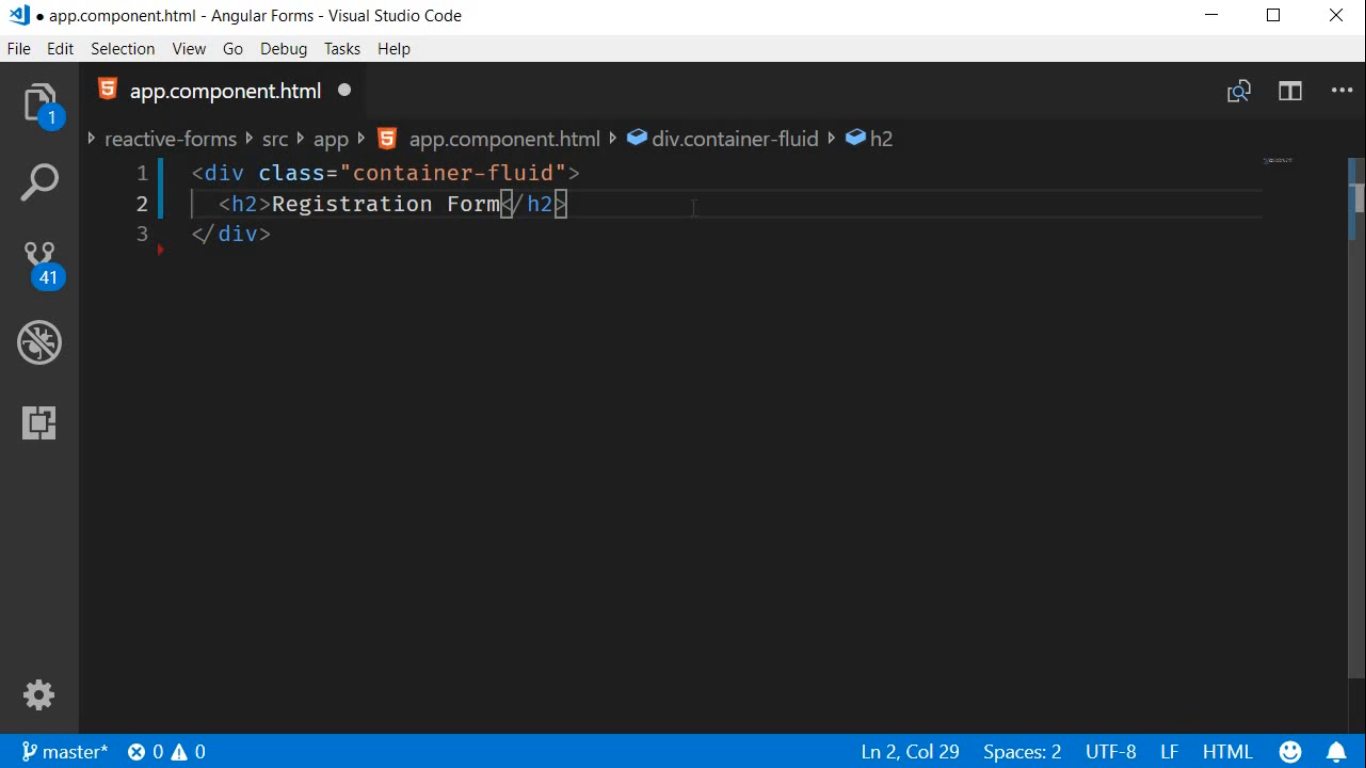 ● app.component.html - Angular Forms - Visual Studio Code
File Edit Selection View Go Debug Tasks Help
app.component.html ●
reactive-forms src app app.component.html div.container-fluid h2
1 <div class="container-fluid">
2 <h2>Registration Form</h2>
3 </div>
1
41
master* 0 0 Ln 2, Col 29 Spaces: 2 UTF-8 LF HTML